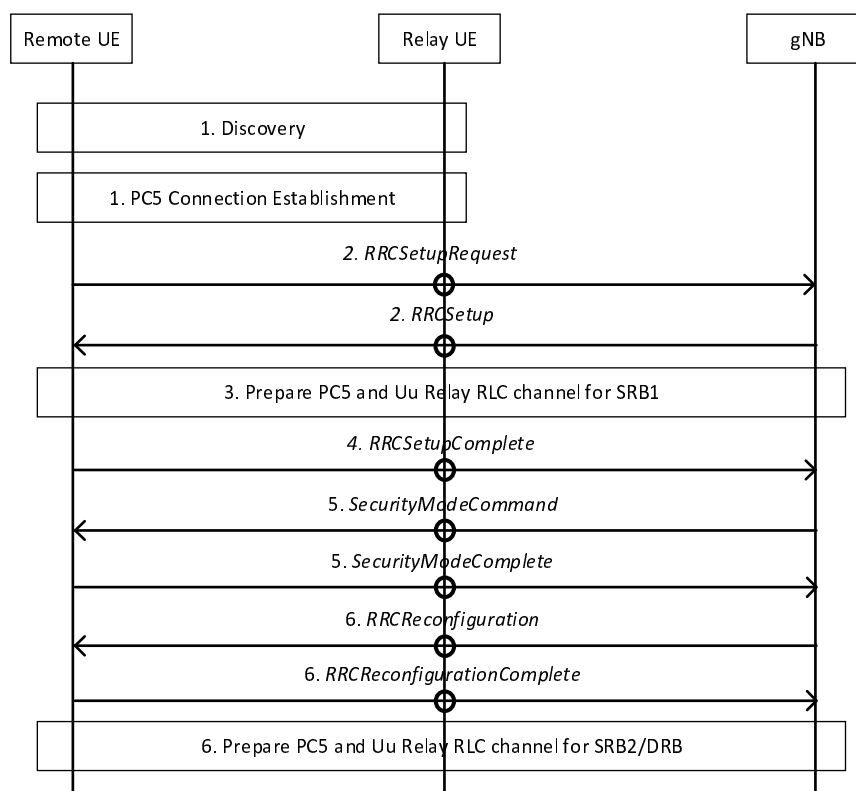 Remote UE
Relay UE
gNB
1. Discovery
1. PC5 Connection Establishment
2. RRCSetupRequest
2. RRCSetup
3. Prepare PC5 and Uu Relay RLC channel for SRB1
4. RRCSetupComplete
5. SecurityModeCommand
5. SecurityModeComplete
6. RRCReconfiguration
6. RRCReconfigurationComplete
6. Prepare PC5 and Uu Relay RLC channel for SRB2/DRB